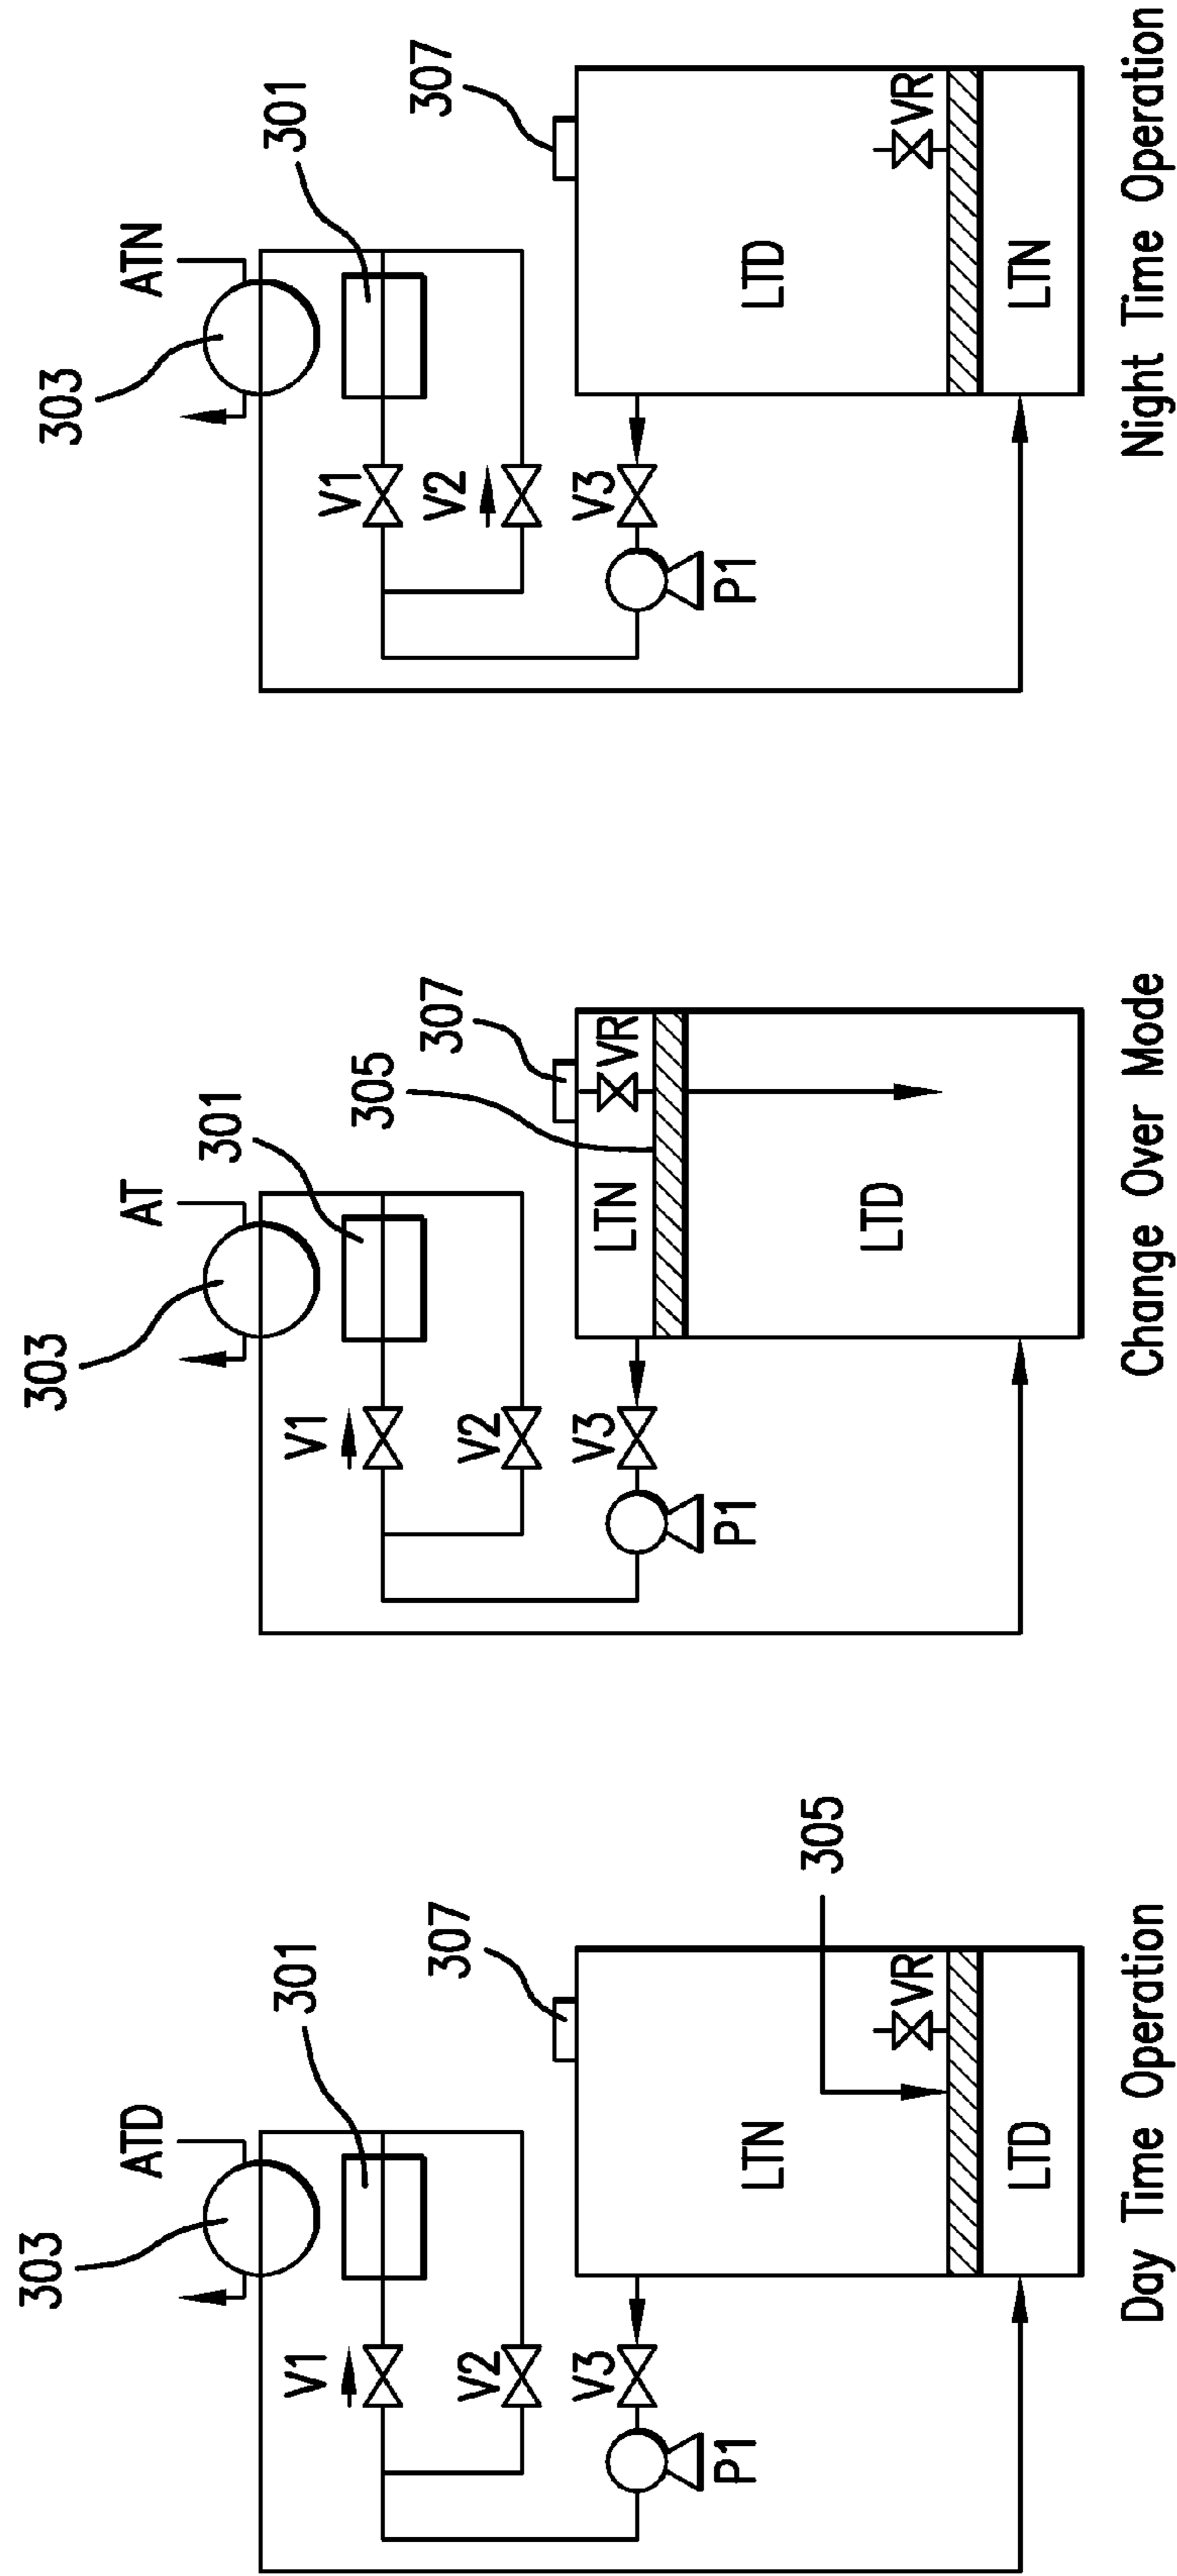 303
ATD
301
307
V1
V2
V3
P1
LTN
305
VR
LTD
Day Time Operation
303
AT
301
305
307
V1
V2
V3
P1
LTN
VR
LTD
Change Over Mode
303
ATN
301
307
V1
V2
V3
P1
LTD
VR
LTN
Night Time Operation